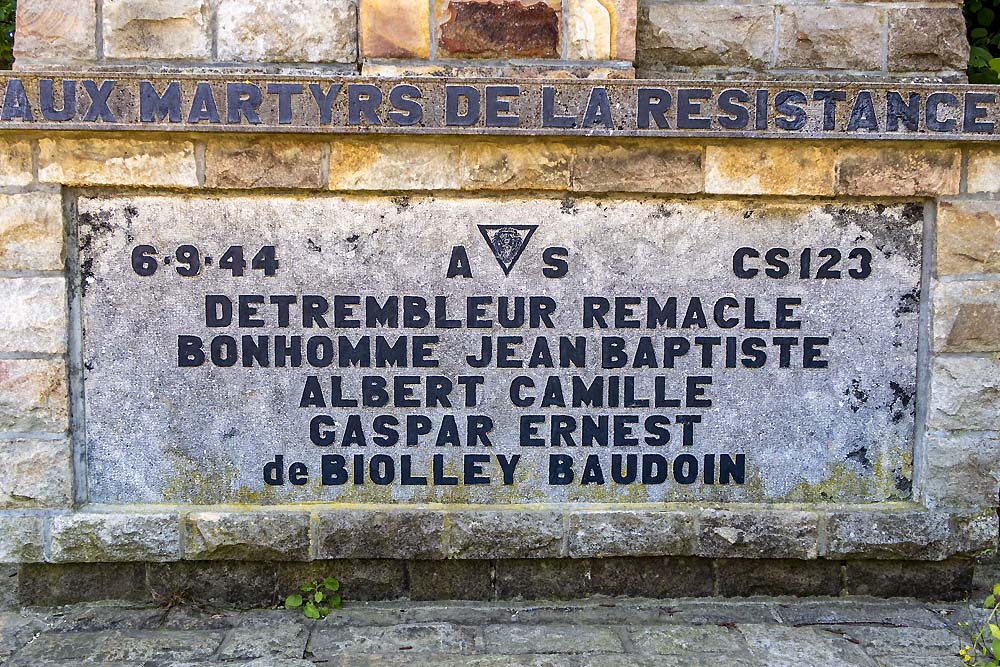 AUX MARTYRS DE LA RESISTANCE
6·9·44 A S CS123
DETREMBLEUR REMACLE
BONHOMME JEAN BAPTISTE
ALBERT CAMILLE
GASPAR ERNEST
de BIOLLEY BAUDOIN